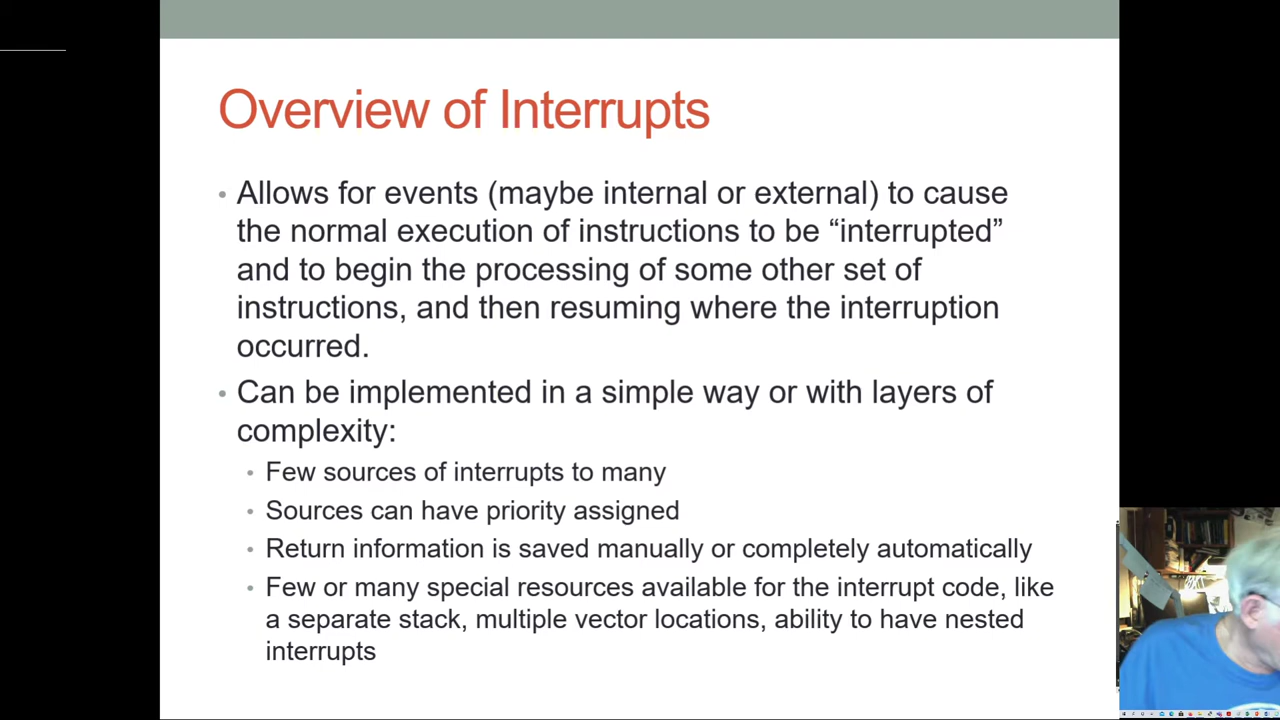 Overview of Interrupts
• Allows for events (maybe internal or external) to cause
the normal execution of instructions to be “interrupted”
and to begin the processing of some other set of
instructions, and then resuming where the interruption
occurred.
• Can be implemented in a simple way or with layers of
complexity:
• Few sources of interrupts to many
• Sources can have priority assigned
• Return information is saved manually or completely automatically
• Few or many special resources available for the interrupt code, like
a separate stack, multiple vector locations, ability to have nested
interrupts